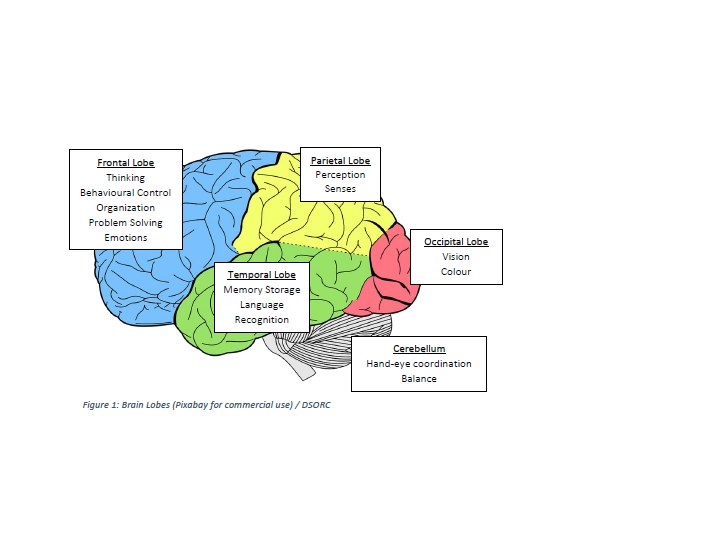 Frontal Lobe
Thinking
Behavioural Control
Organization
Problem Solving
Emotions
Parietal Lobe
Perception
Senses
Occipital Lobe
Vision
Colour
Temporal Lobe
Memory Storage
Language
Recognition
Cerebellum
Hand-eye coordination
Balance
Figure 1: Brain Lobes (Pixabay for commercial use) / DSORC